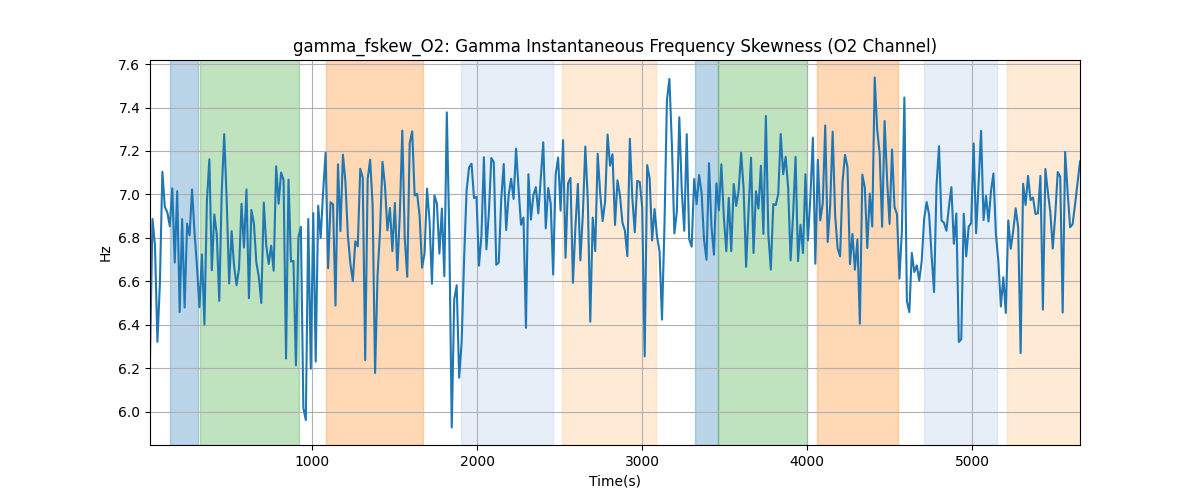 gamma_fskew_O2: Gamma Instantaneous Frequency Skewness (O2 Channel)
7.6
7.4
7.2
7.0
6.8
6.6
6.4
6.2
6.0
Hz
1000 2000 3000 4000 5000
Time(s)